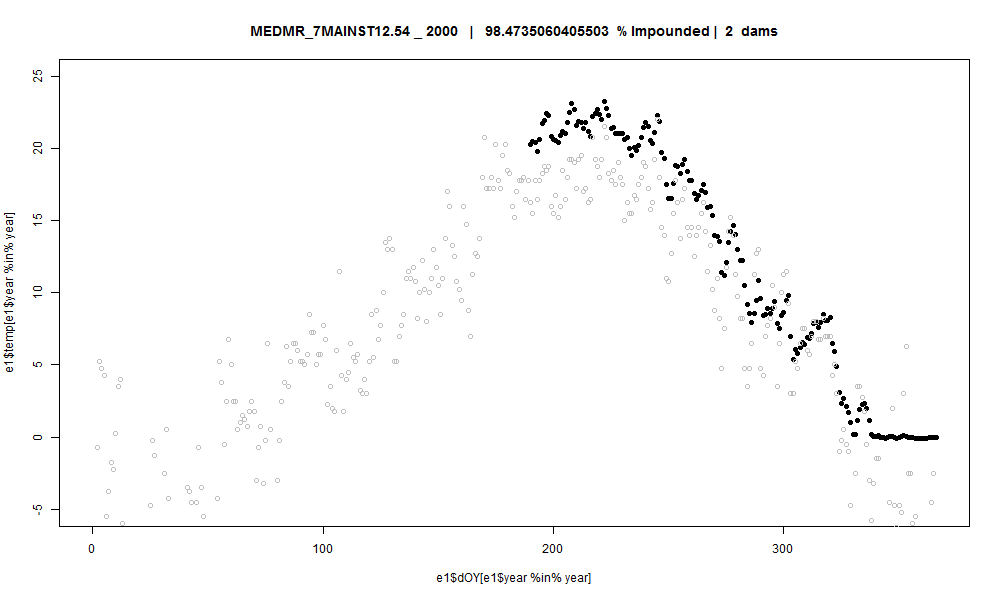 MEDMR_7MAINST12.54 _ 2000 | 98.4735060405503 % Impounded | 2 dams
25
20
15
10
5
0
-5
e1$temp[e1$year %in% year]
0 100 200 300
e1$dOY[e1$year %in% year]